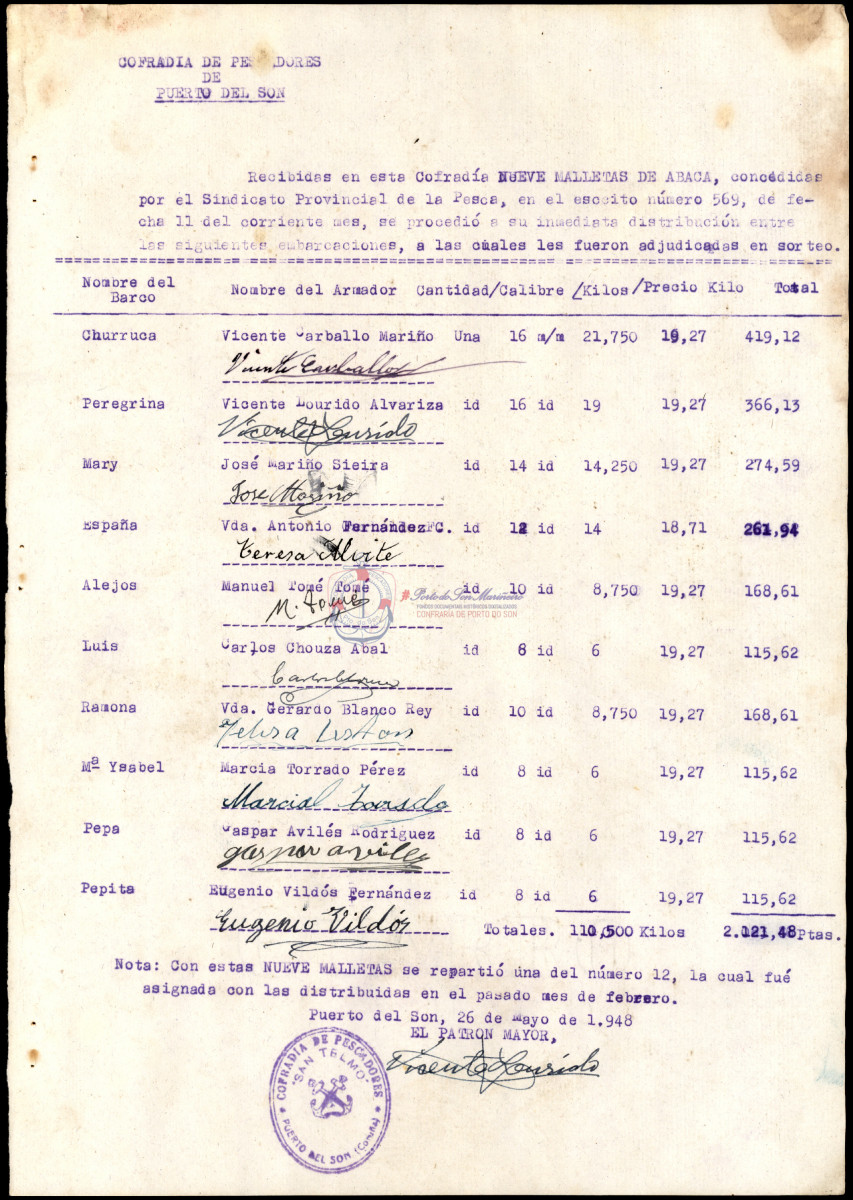 COFRADIA DE PESCADORES
DE
PUERTO DEL SON
Recibidas en esta Cofradía NUEVE MALLETAS DE ABACA, concedidas
por el Sindicato Provincial de la Pesca, en el escrito número 569, de fe-
cha 11 del corriente mes, se procedió a su inmediata distribución entre
las siguientes embarcaciones, a las cuales les fueron adjudicadas en sorteo.
Nombre del Barco Nombre del Armador Cantidad/Calibre /Kilos/Precio Kilo Total
Churruca Vicente Carballo Mariño Una 16 m/m 21,750 19,27 419,12
Vicente Carballo
Peregrina Vicente Lourido Alvariza id 16 id 19 19,27 366,13
Vicente Lourido
Mary José Mariño Sieira id 14 id 14,250 19,27 274,59
Jose Mariño
España Vda. Antonio Fernández C. id 12 id 14 18,71 261,94
Teresa Alvite
Alejos Manuel Tomé Tomé id 10 id 8,750 19,27 168,61
M. Tome
#PortodoSonMariñeiro
FONDOS DOCUMENTAIS HISTÓRICOS DIXITALIZADOS
CONFRARÍA DE PORTO DO SON
Luis Carlos Chouza Abal id 8 id 6 19,27 115,62
Carlos Chouza
Ramona Vda. Gerardo Blanco Rey id 10 id 8,750 19,27 168,61
Mª Ysabel Marcia Torrado Pérez id 8 id 6 19,27 115,62
Marcial Torrado
Pepa Gaspar Avilés Rodriguez id 8 id 6 19,27 115,62
gaspar aviles
Pepita Eugenio Vildós Fernández id 8 id 6 19,27 115,62
Eugenio Vildós
Totales. 110,500 Kilos 2.121,48 Ptas.
Nota: Con estas NUEVE MALLETAS se repartió una del número 12, la cual fué
asignada con las distribuidas en el pasado mes de febrero.
Puerto del Son, 26 de Mayo de 1.948
EL PATRON MAYOR,
Vicente Lourido
COFRADIA DE PESCADORES
"SAN TELMO"
PUERTO DEL SON (Coruña)